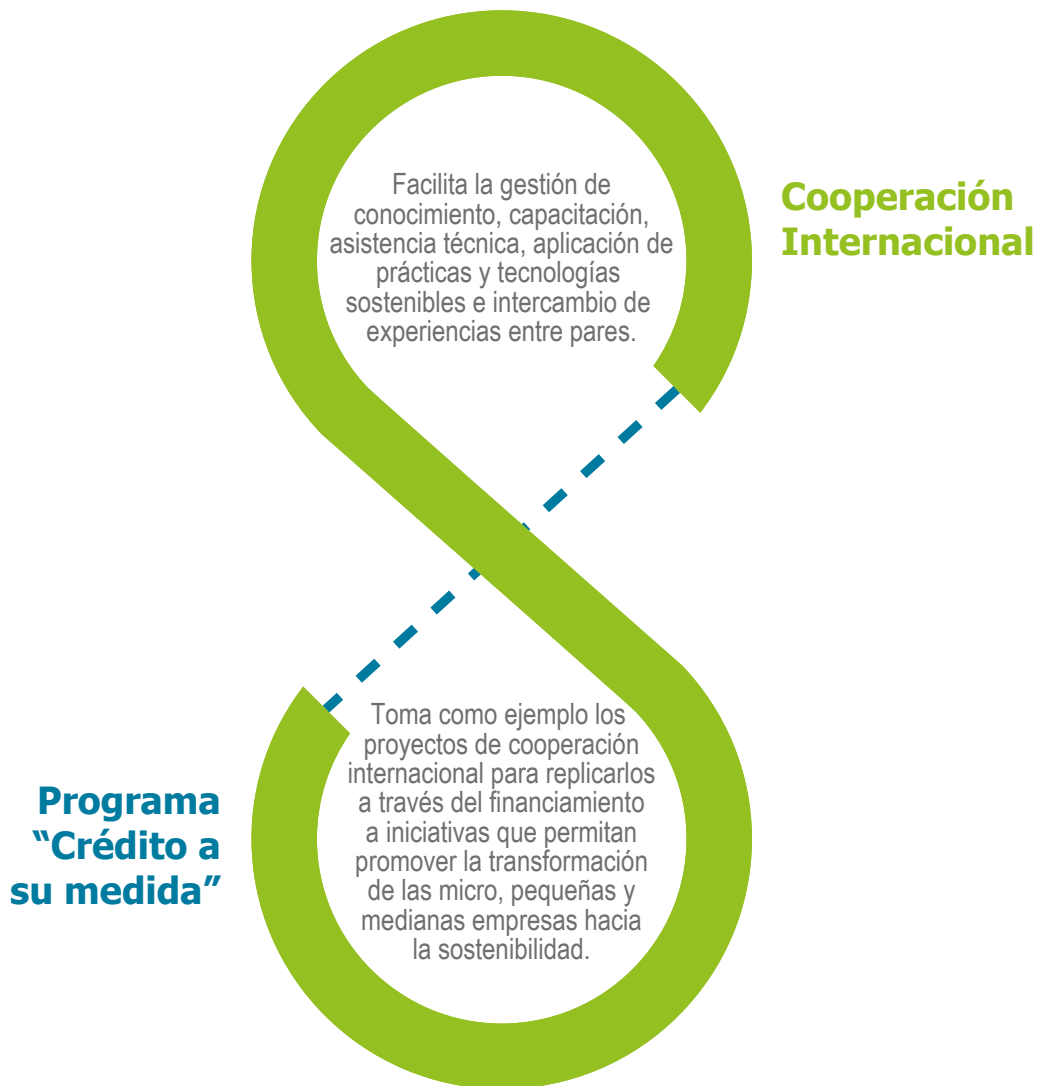 Facilita la gestión de
conocimiento, capacitación,
asistencia técnica, aplicación de
prácticas y tecnologías
sostenibles e intercambio de
experiencias entre pares.
Cooperación
Internacional
Programa
“Crédito a
su medida”
Toma como ejemplo los
proyectos de cooperación
internacional para replicarlos
a través del financiamiento
a iniciativas que permitan
promover la transformación
de las micro, pequeñas y
medianas empresas hacia
la sostenibilidad.